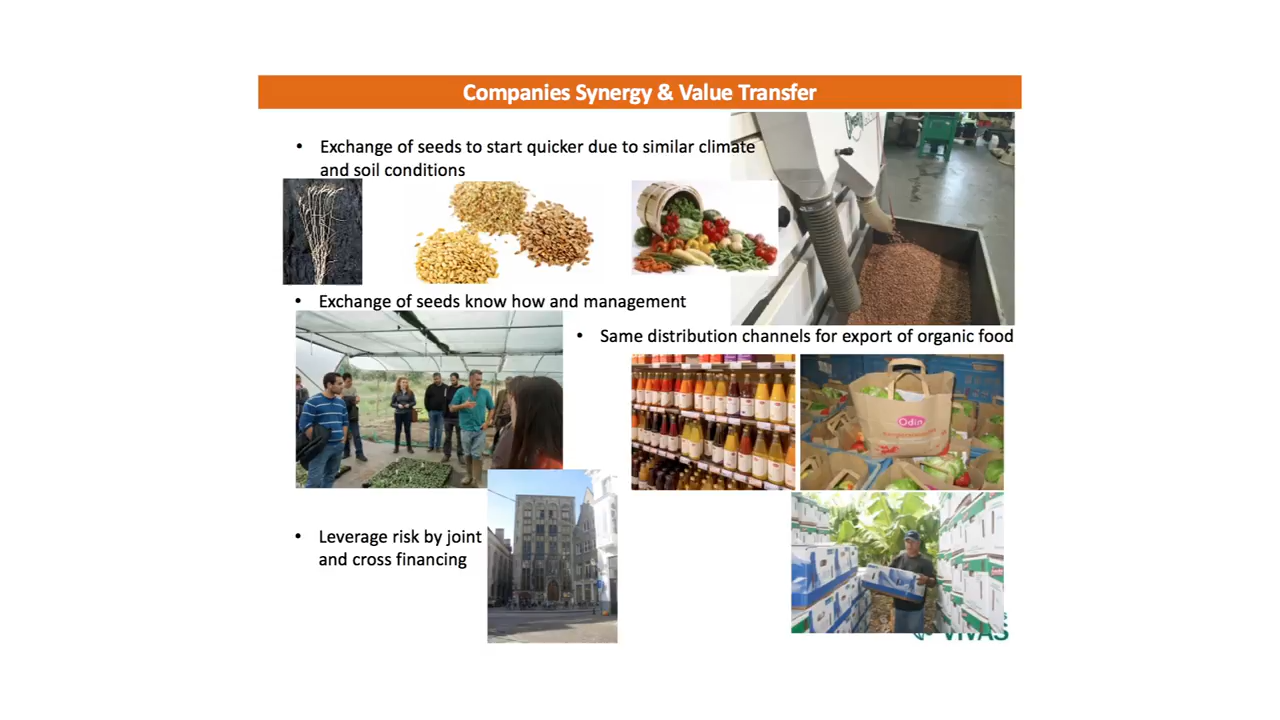 Companies Synergy & Value Transfer
• Exchange of seeds to start quicker due to similar climate
and soil conditions
• Exchange of seeds know how and management
• Same distribution channels for export of organic food
Odin
• Leverage risk by joint
and cross financing
VIVAS